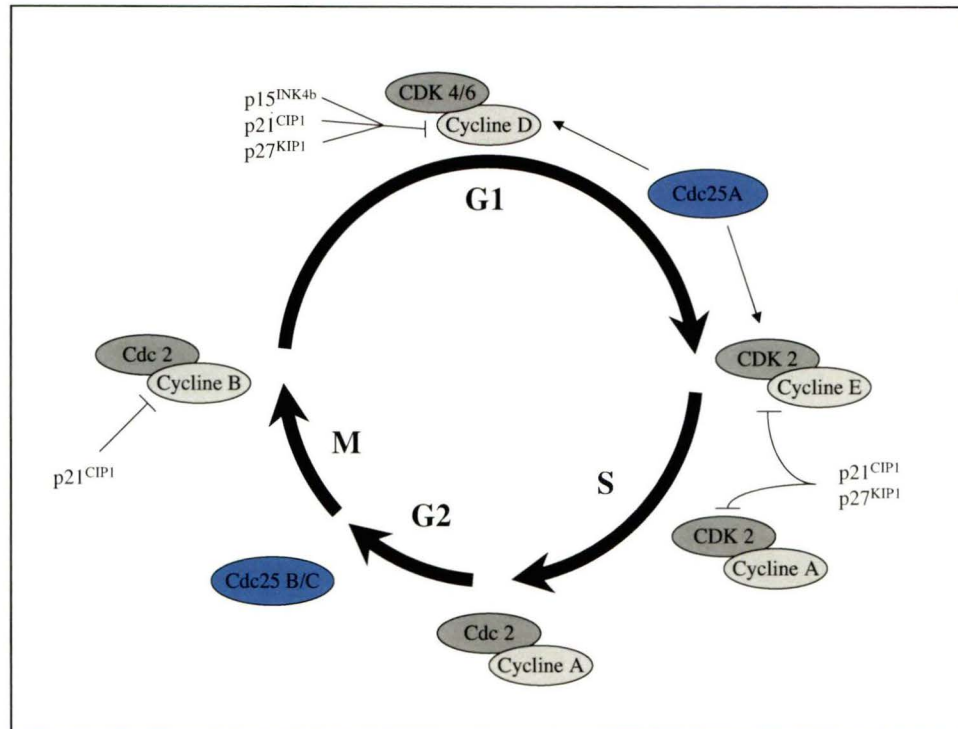 CDK 4/6
p15INK4b
p21CIP1
p27KIP1
Cycline D
Cdc25A
G1
Cdc 2
Cycline B
CDK 2
Cycline E
p21CIP1
M
S
p21CIP1
p27KIP1
G2
CDK 2
Cycline A
Cdc25 B/C
Cdc 2
Cycline A